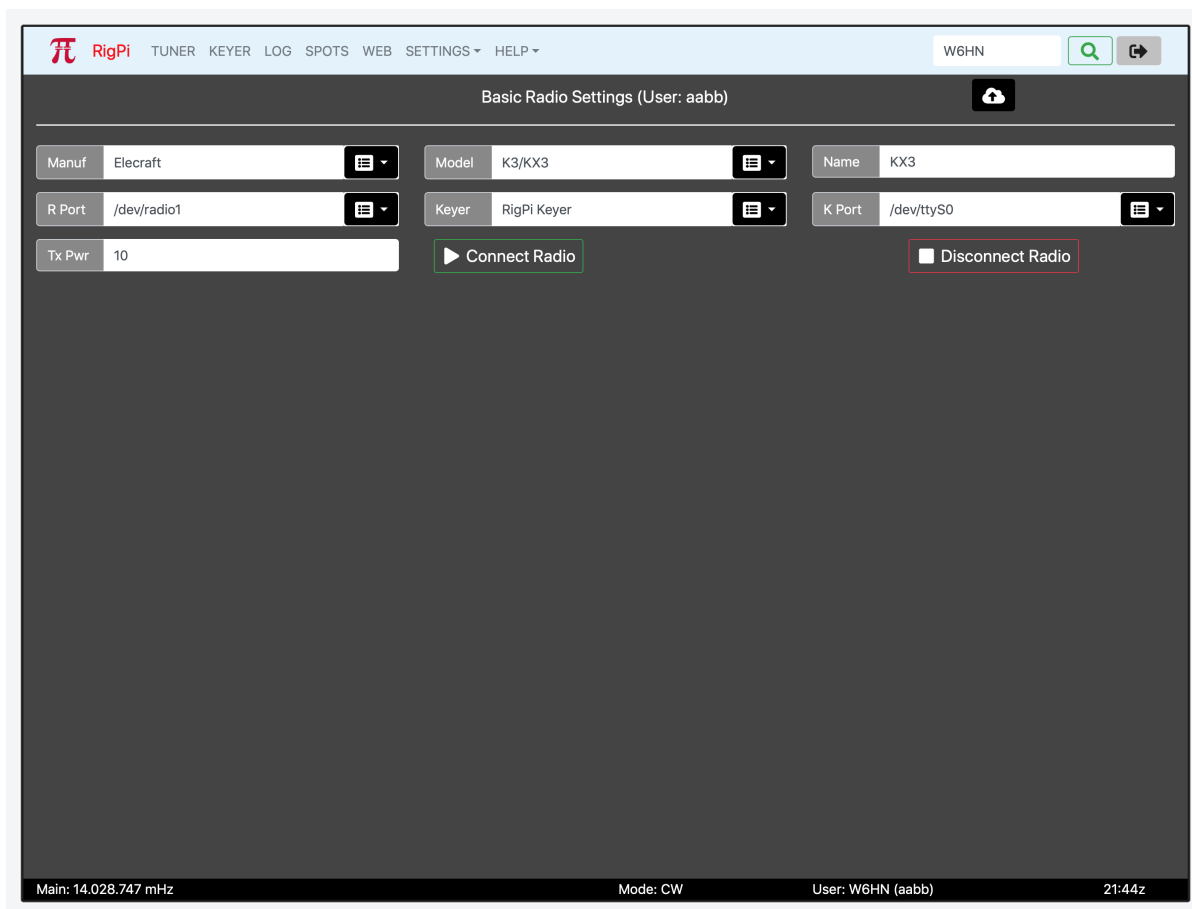 RigPi TUNER KEYER LOG SPOTS WEB SETTINGS HELP W6HN
Basic Radio Settings (User: aabb)
Manuf Elecraft Model K3/KX3 Name KX3
R Port /dev/radio1 Keyer RigPi Keyer K Port /dev/ttyS0
Tx Pwr 10 Connect Radio Disconnect Radio
Main: 14.028.747 mHz Mode: CW User: W6HN (aabb) 21:44z